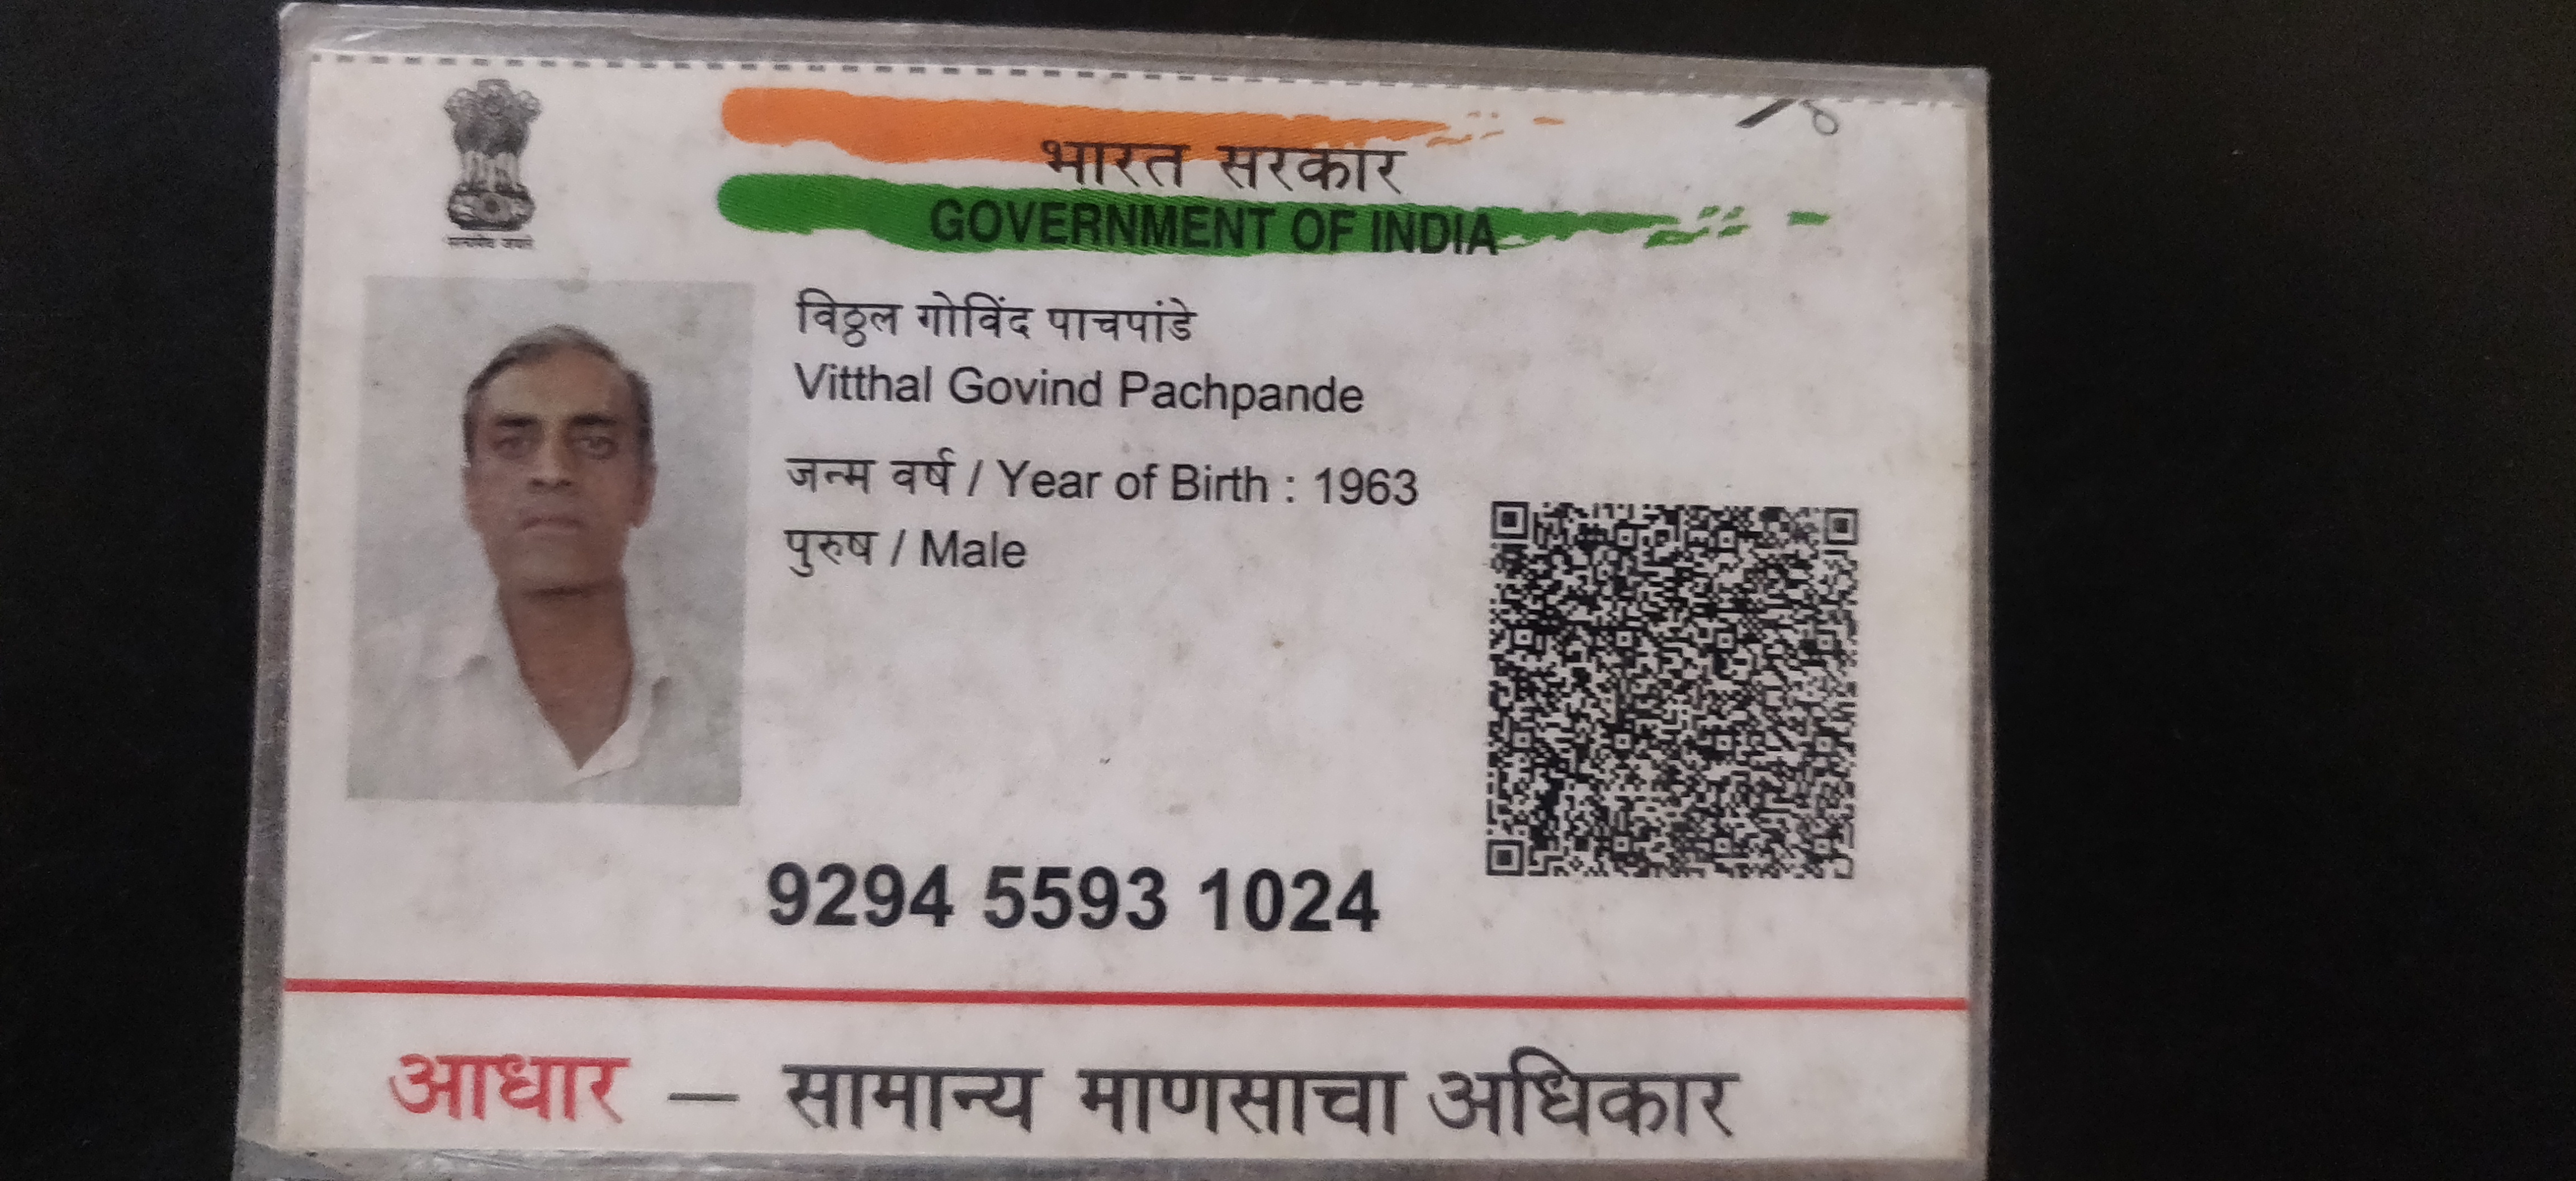 भारत सरकार
GOVERNMENT OF INDIA
विठ्ठल गोविंद पाचपांडे
Vitthal Govind Pachpande
जन्म वर्ष / Year of Birth : 1963
पुरुष / Male
9294 5593 1024
आधार — सामान्य माणसाचा अधिकार